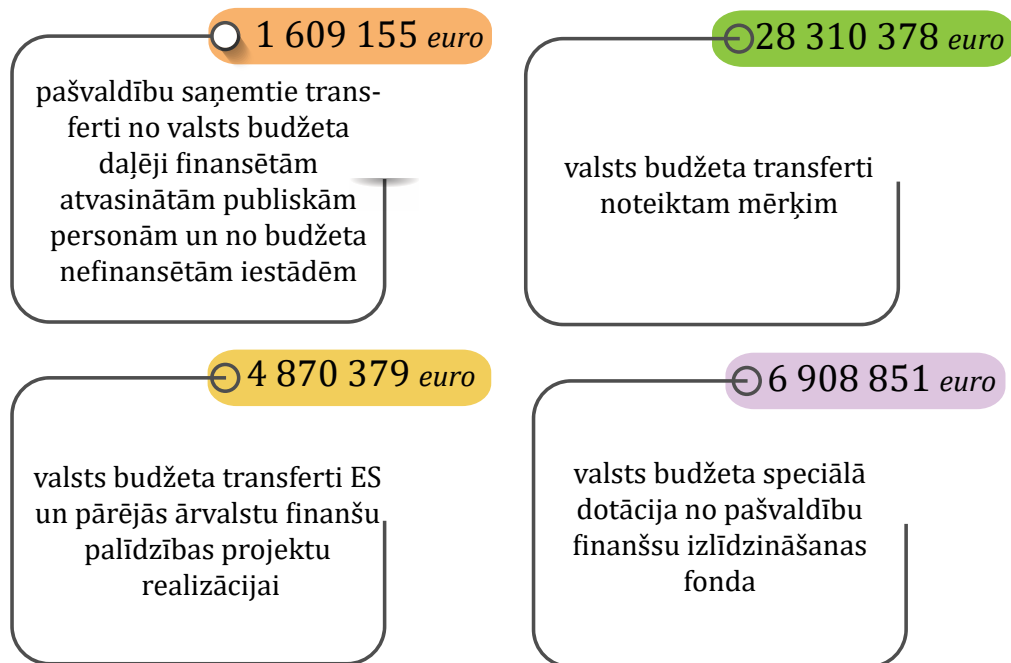 1 609 155 euro
pašvaldību saņemtie trans-
ferti no valsts budžeta
daļēji finansētām
atvasinātām publiskām
personām un no budžeta
nefinansētām iestādēm
28 310 378 euro
valsts budžeta transferti
noteiktam mērķim
4 870 379 euro
valsts budžeta transferti ES
un pārējās ārvalstu finanšu
palīdzības projektu
realizācijai
6 908 851 euro
valsts budžeta speciālā
dotācija no pašvaldību
finanšsu izlīdzināšanas
fonda